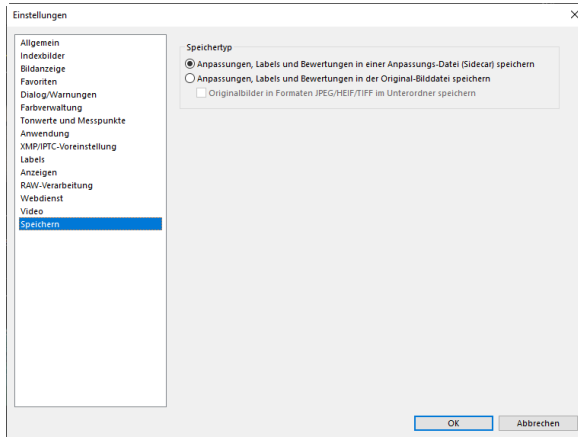 Einstellungen
Allgemein
Indexbilder
Bildanzeige
Favoriten
Dialog/Warnungen
Farbverwaltung
Tonwerte und Messpunkte
Anwendung
XMP/IPTC-Voreinstellung
Labels
Anzeigen
RAW-Verarbeitung
Webdienst
Video
Speichern
Speichertyp
Anpassungen, Labels und Bewertungen in einer Anpassungs-Datei (Sidecar) speichern
Anpassungen, Labels und Bewertungen in der Original-Bilddatei speichern
Originalbilder in Formaten JPEG/HEIF/TIFF im Unterordner speichern
OK
Abbrechen